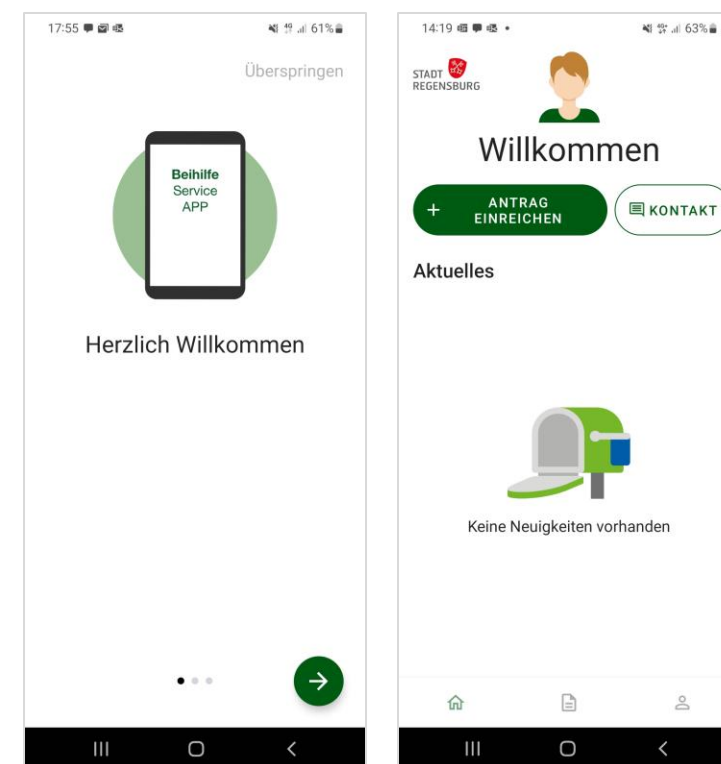 17:55
61%
Überspringen
Beihilfe
Service
APP
Herzlich Willkommen
14:19
63%
STADT
REGENSBURG
Willkommen
+ ANTRAG
EINREICHEN
KONTAKT
Aktuelles
Keine Neuigkeiten vorhanden